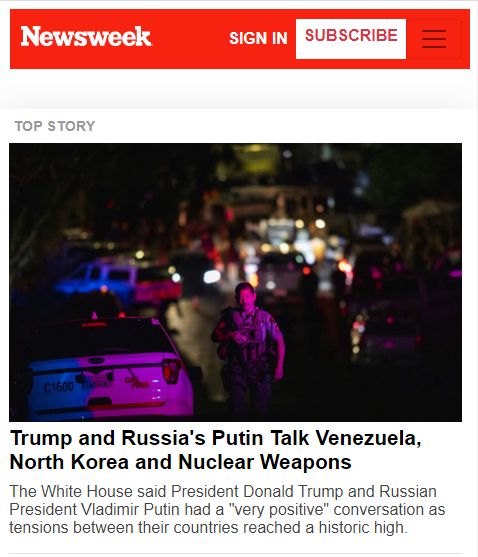 Newsweek
SIGN IN
SUBSCRIBE
TOP STORY
C1600
Trump and Russia's Putin Talk Venezuela,
North Korea and Nuclear Weapons
The White House said President Donald Trump and Russian
President Vladimir Putin had a "very positive" conversation as
tensions between their countries reached a historic high.